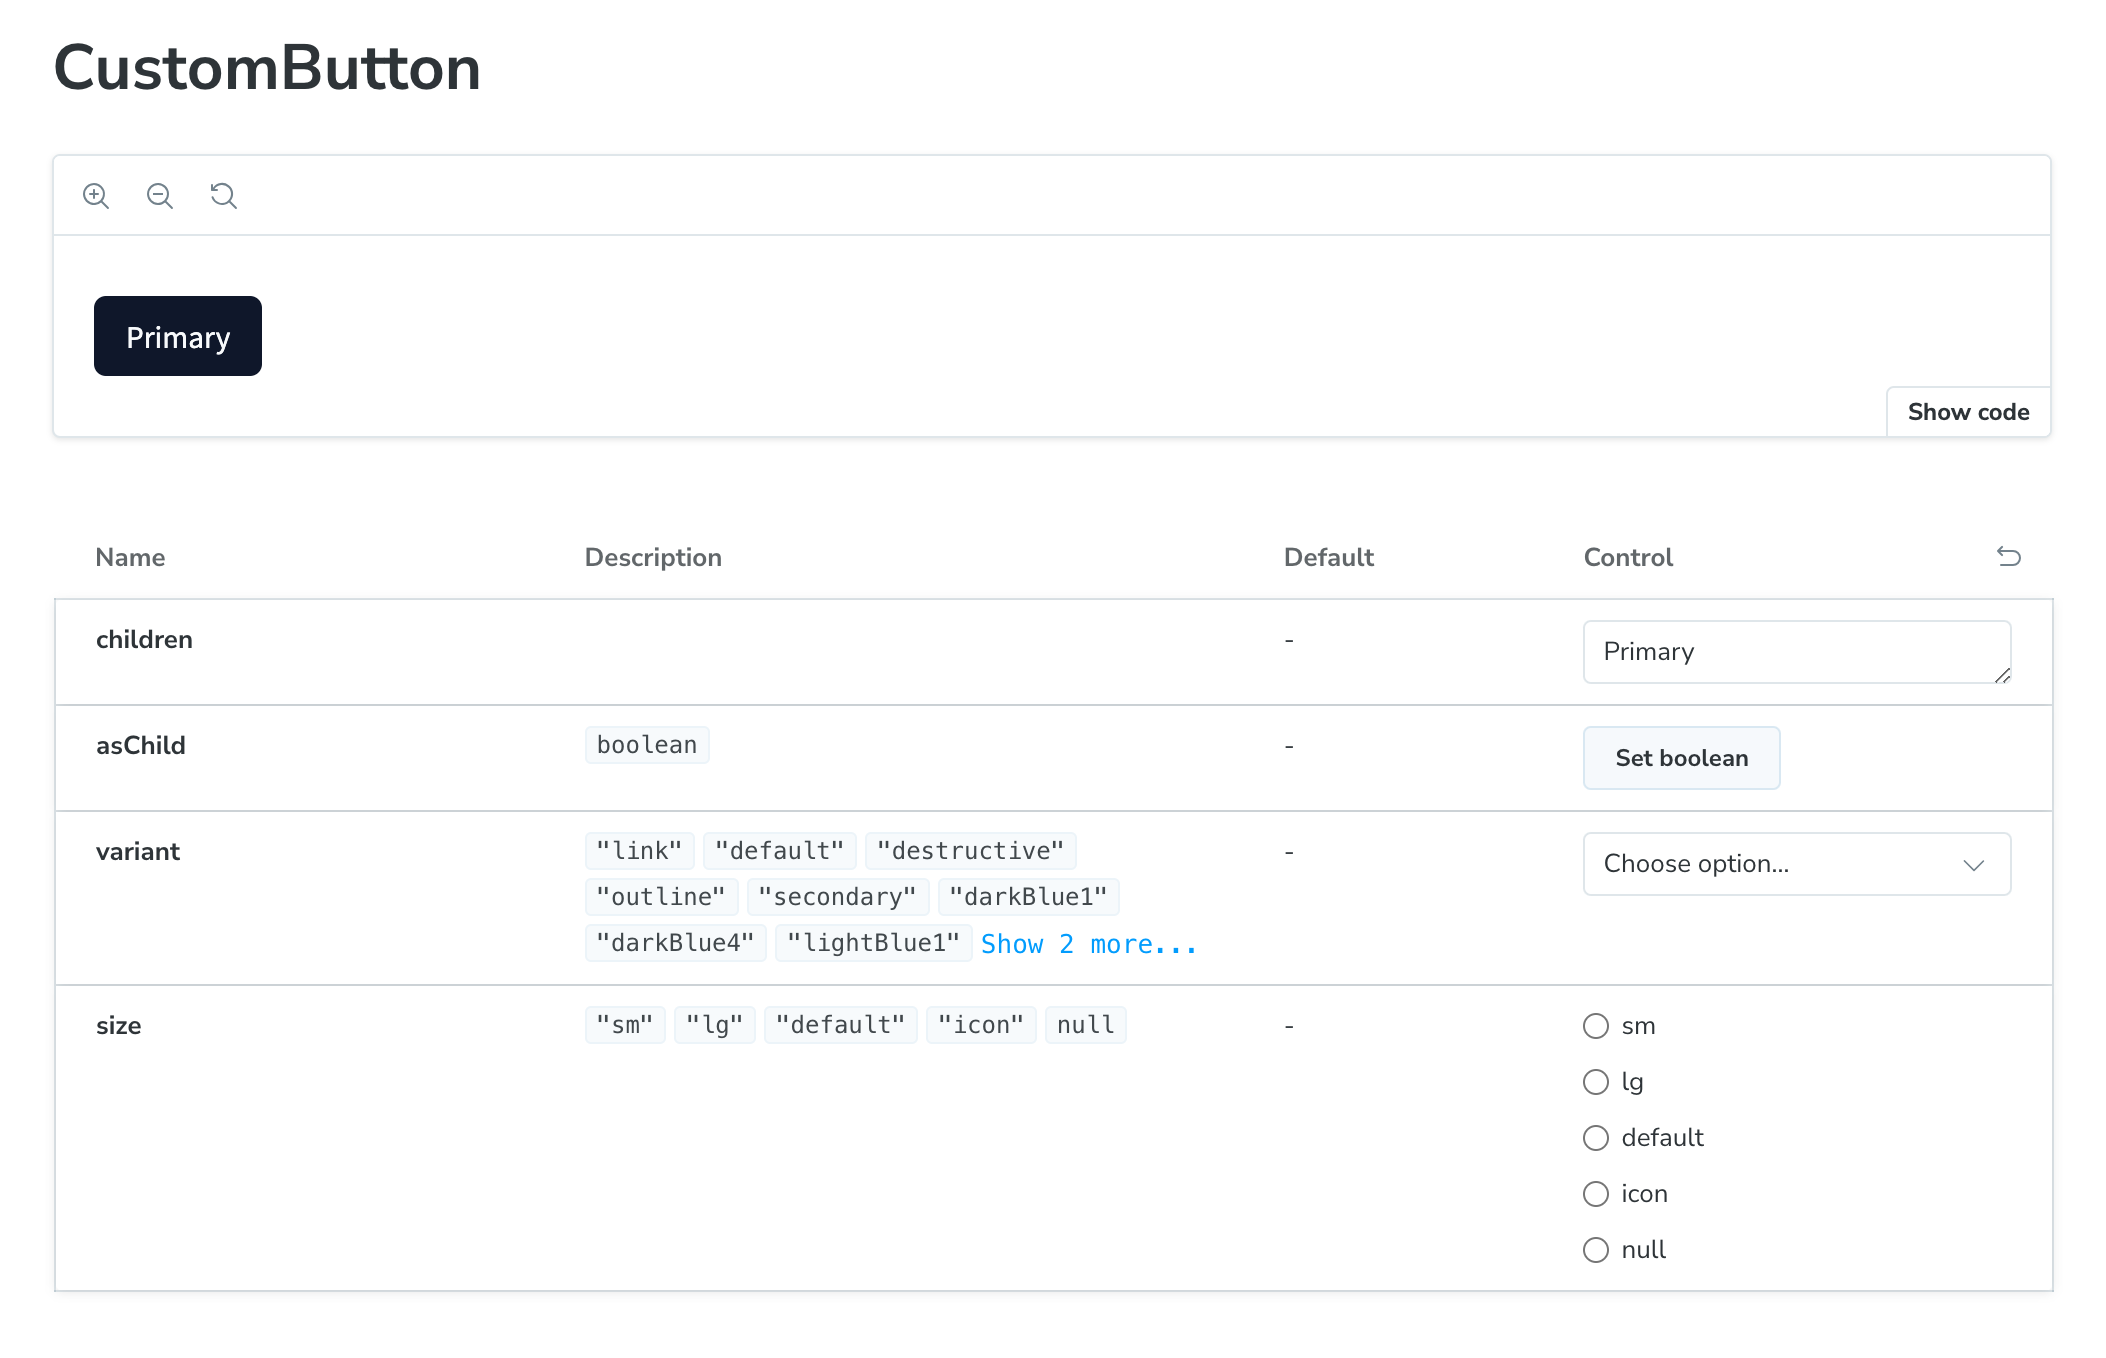 CustomButton
Primary
Show code
Name Description Default Control
children - Primary
asChild boolean - Set boolean
variant "link" "default" "destructive" - Choose option...
"outline" "secondary" "darkBlue1"
"darkBlue4" "lightBlue1" Show 2 more...
size "sm" "lg" "default" "icon" null - sm
lg
default
icon
null